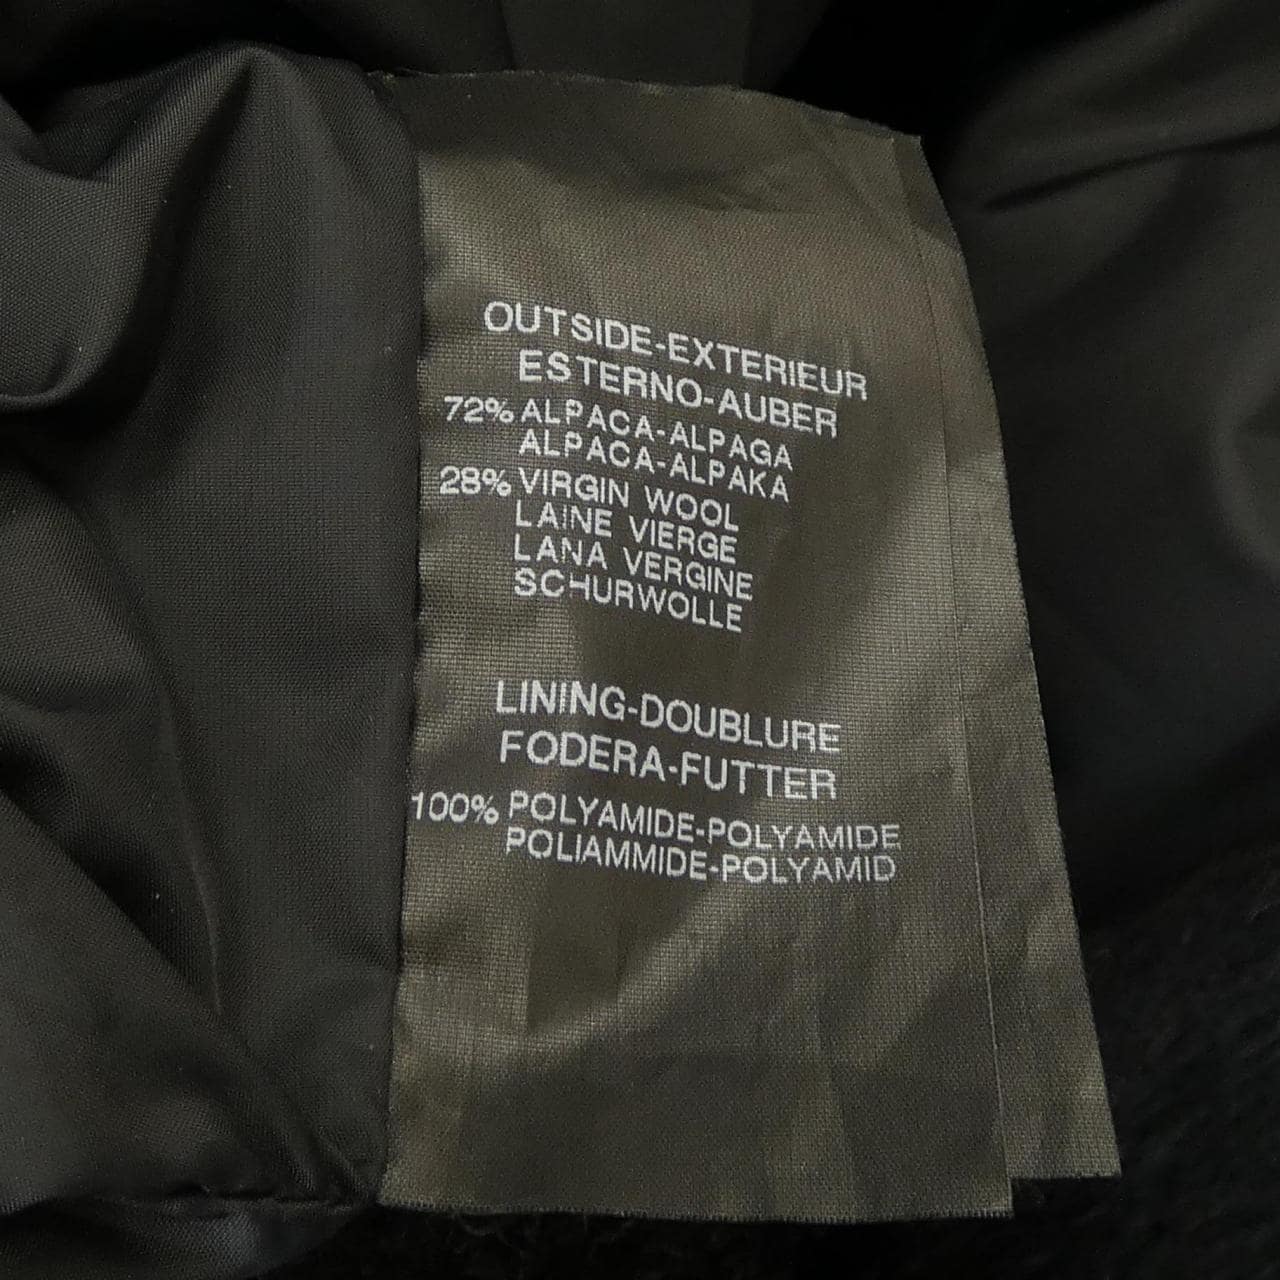 OUTSIDE-EXTERIEUR
ESTERNO-AUBER
72% ALPACA-ALPAGA
ALPACA-ALPAKA
28% VIRGIN WOOL
LAINE VIERGE
LANA VERGINE
SCHURWOLLE
LINING-DOUBLURE
FODERA-FUTTER
100% POLYAMIDE-POLYAMIDE
POLIAMMIDE-POLYAMID